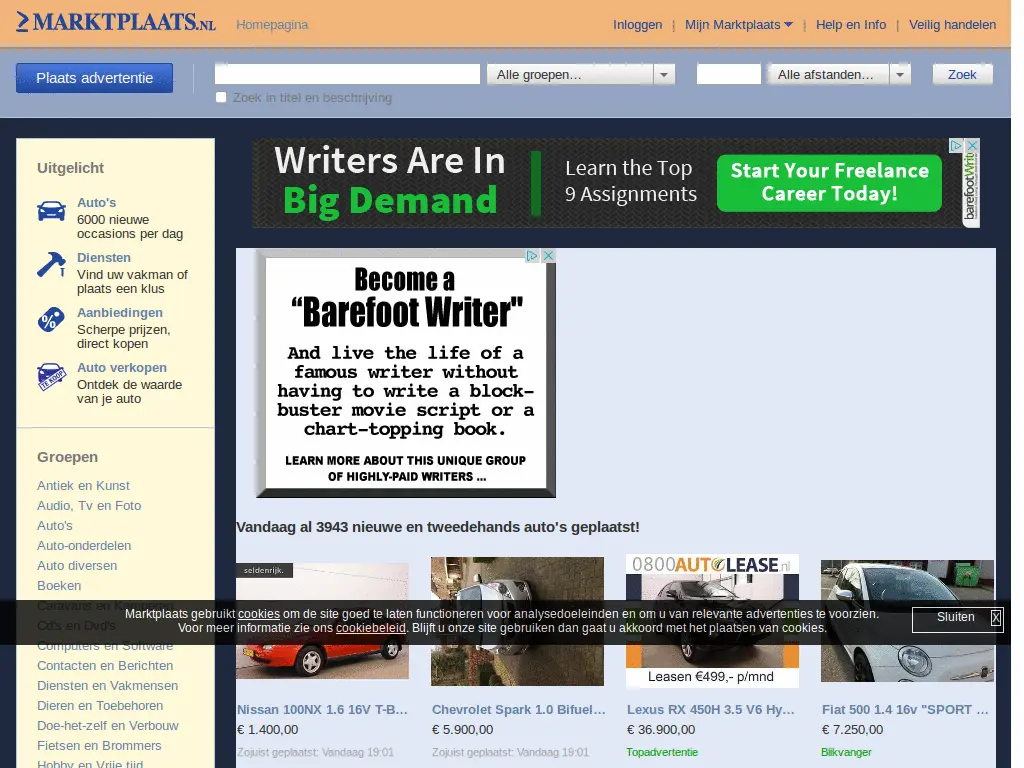 MARKTPLAATS.NL
Homepagina
Inloggen | Mijn Marktplaats | Help en Info | Veilig handelen
Plaats advertentie
Alle groepen…
Alle afstanden…
Zoek
Zoek in titel en beschrijving
Uitgelicht
Auto's
6000 nieuwe
occasions per dag
Diensten
Vind uw vakman of
plaats een klus
Aanbiedingen
Scherpe prijzen,
direct kopen
TE KOOP
Auto verkopen
Ontdek de waarde
van je auto
Groepen
Antiek en Kunst
Audio, Tv en Foto
Auto's
Auto-onderdelen
Auto diversen
Boeken
Cd's en Dvd's
Computers en Software
Contacten en Berichten
Diensten en Vakmensen
Dieren en Toebehoren
Doe-het-zelf en Verbouw
Fietsen en Brommers
Hobby en Vrije tijd
Writers Are In
Big Demand
Learn the Top
9 Assignments
Start Your Freelance
Career Today!
Become a
“Barefoot Writer"
And live the life of a
famous writer without
having to write a block-
buster movie script or a
chart-topping book.
LEARN MORE ABOUT THIS UNIQUE GROUP
OF HIGHLY-PAID WRITERS ...
Vandaag al 3943 nieuwe en tweedehands auto's geplaatst!
seldenrijk.
0800AUTOLEASE.nl
Leasen €499,- p/mnd
Marktplaats gebruikt cookies om de site goed te laten functioneren voor analysedoeleinden en om u van relevante advertenties te voorzien.
Voor meer informatie zie ons cookiebeleid. Blijft u onze site gebruiken dan gaat u akkoord met het plaatsen van cookies.
Sluiten X
Nissan 100NX 1.6 16V T-B…
€ 1.400,00
Zojuist geplaatst: Vandaag 19:01
Chevrolet Spark 1.0 Bifuel…
€ 5.900,00
Zojuist geplaatst: Vandaag 19:01
Lexus RX 450H 3.5 V6 Hy…
€ 36.900,00
Topadvertentie
Fiat 500 1.4 16v "SPORT …
€ 7.250,00
Blikvanger